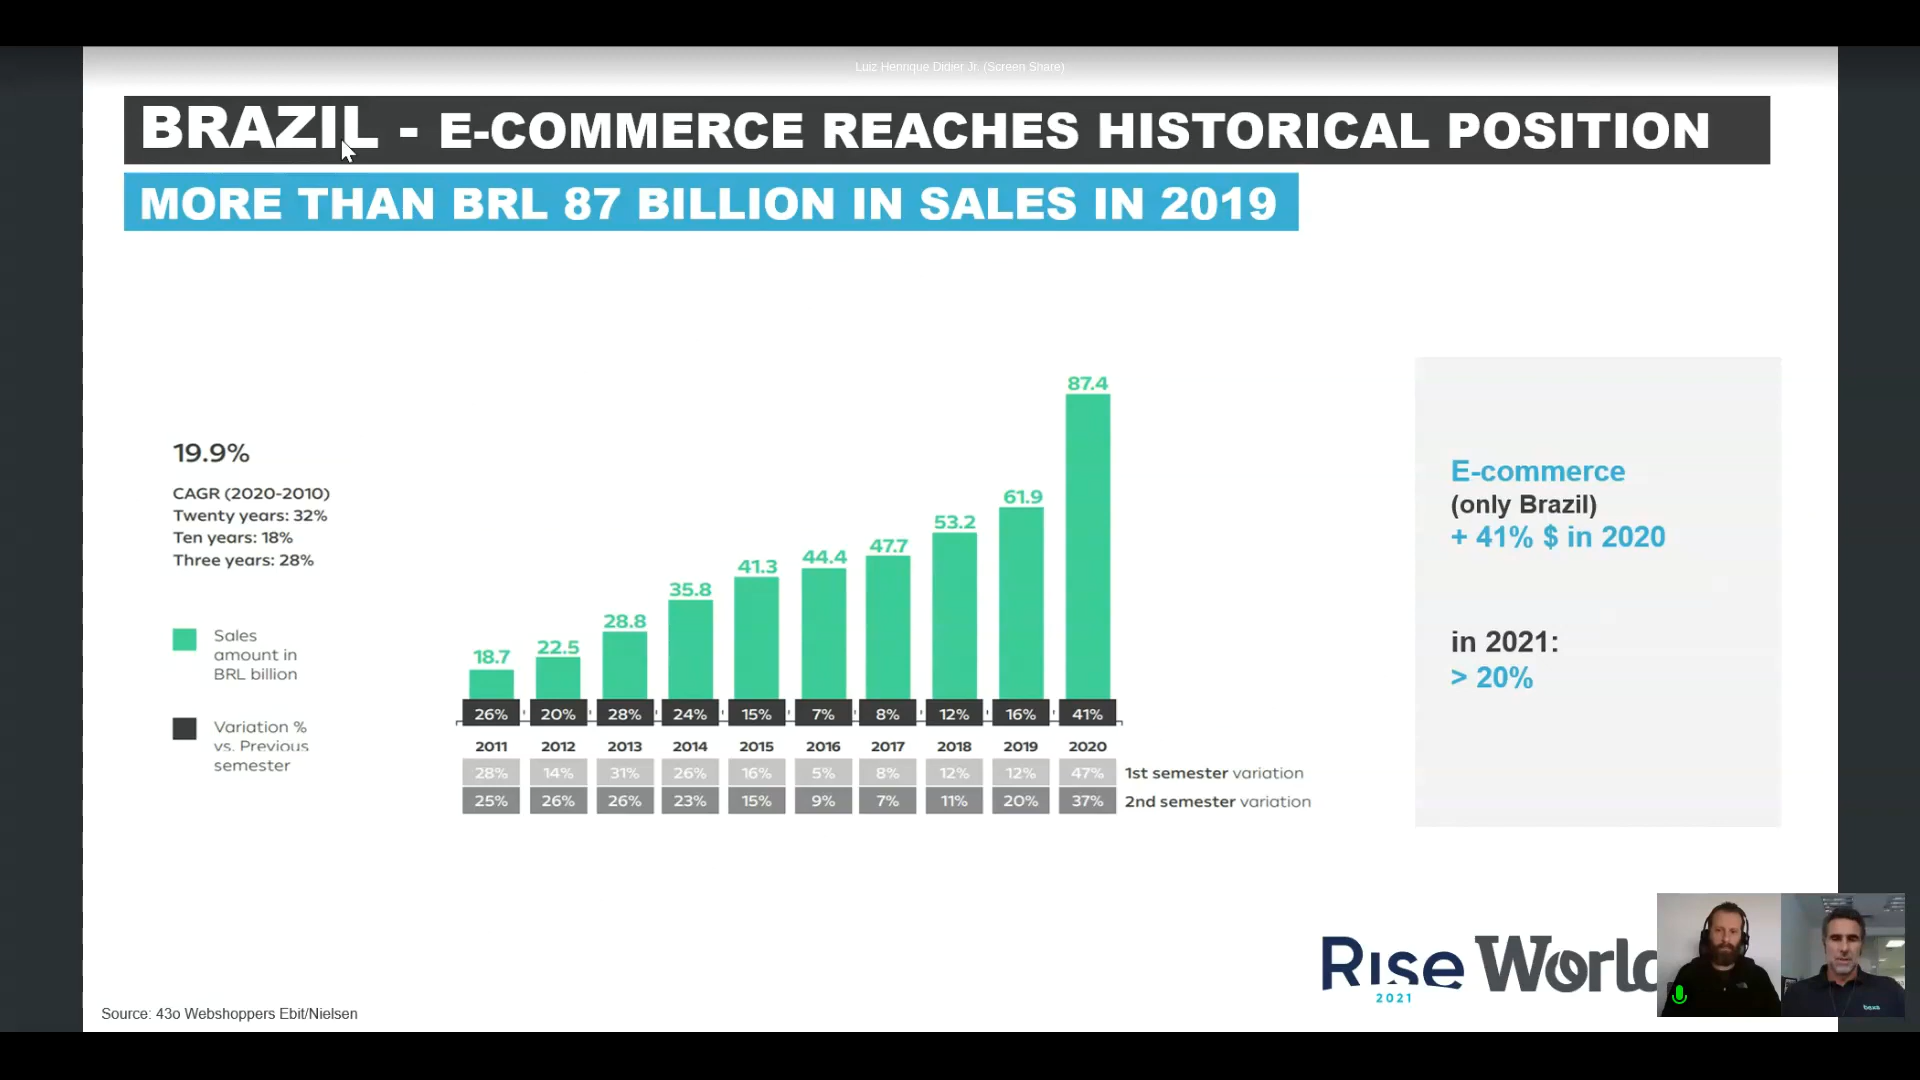 Luiz Henrique Didier Jr. (Screen Share)
BRAZIL - E-COMMERCE REACHES HISTORICAL POSITION
MORE THAN BRL 87 BILLION IN SALES IN 2019
19.9%
CAGR (2020-2010)
Twenty years: 32%
Ten years: 18%
Three years: 28%
Sales
amount in
BRL billion
Variation %
vs. Previous
semester
18.7 22.5 28.8 35.8 41.3 44.4 47.7 53.2 61.9 87.4
26% 20% 28% 24% 15% 7% 8% 12% 16% 41%
2011 2012 2013 2014 2015 2016 2017 2018 2019 2020
28% 14% 31% 26% 16% 5% 8% 12% 12% 47% 1st semester variation
25% 26% 26% 23% 15% 9% 7% 11% 20% 37% 2nd semester variation
E-commerce
(only Brazil)
+ 41% $ in 2020
in 2021:
> 20%
Rise World
2021
Source: 43o Webshoppers Ebit/Nielsen